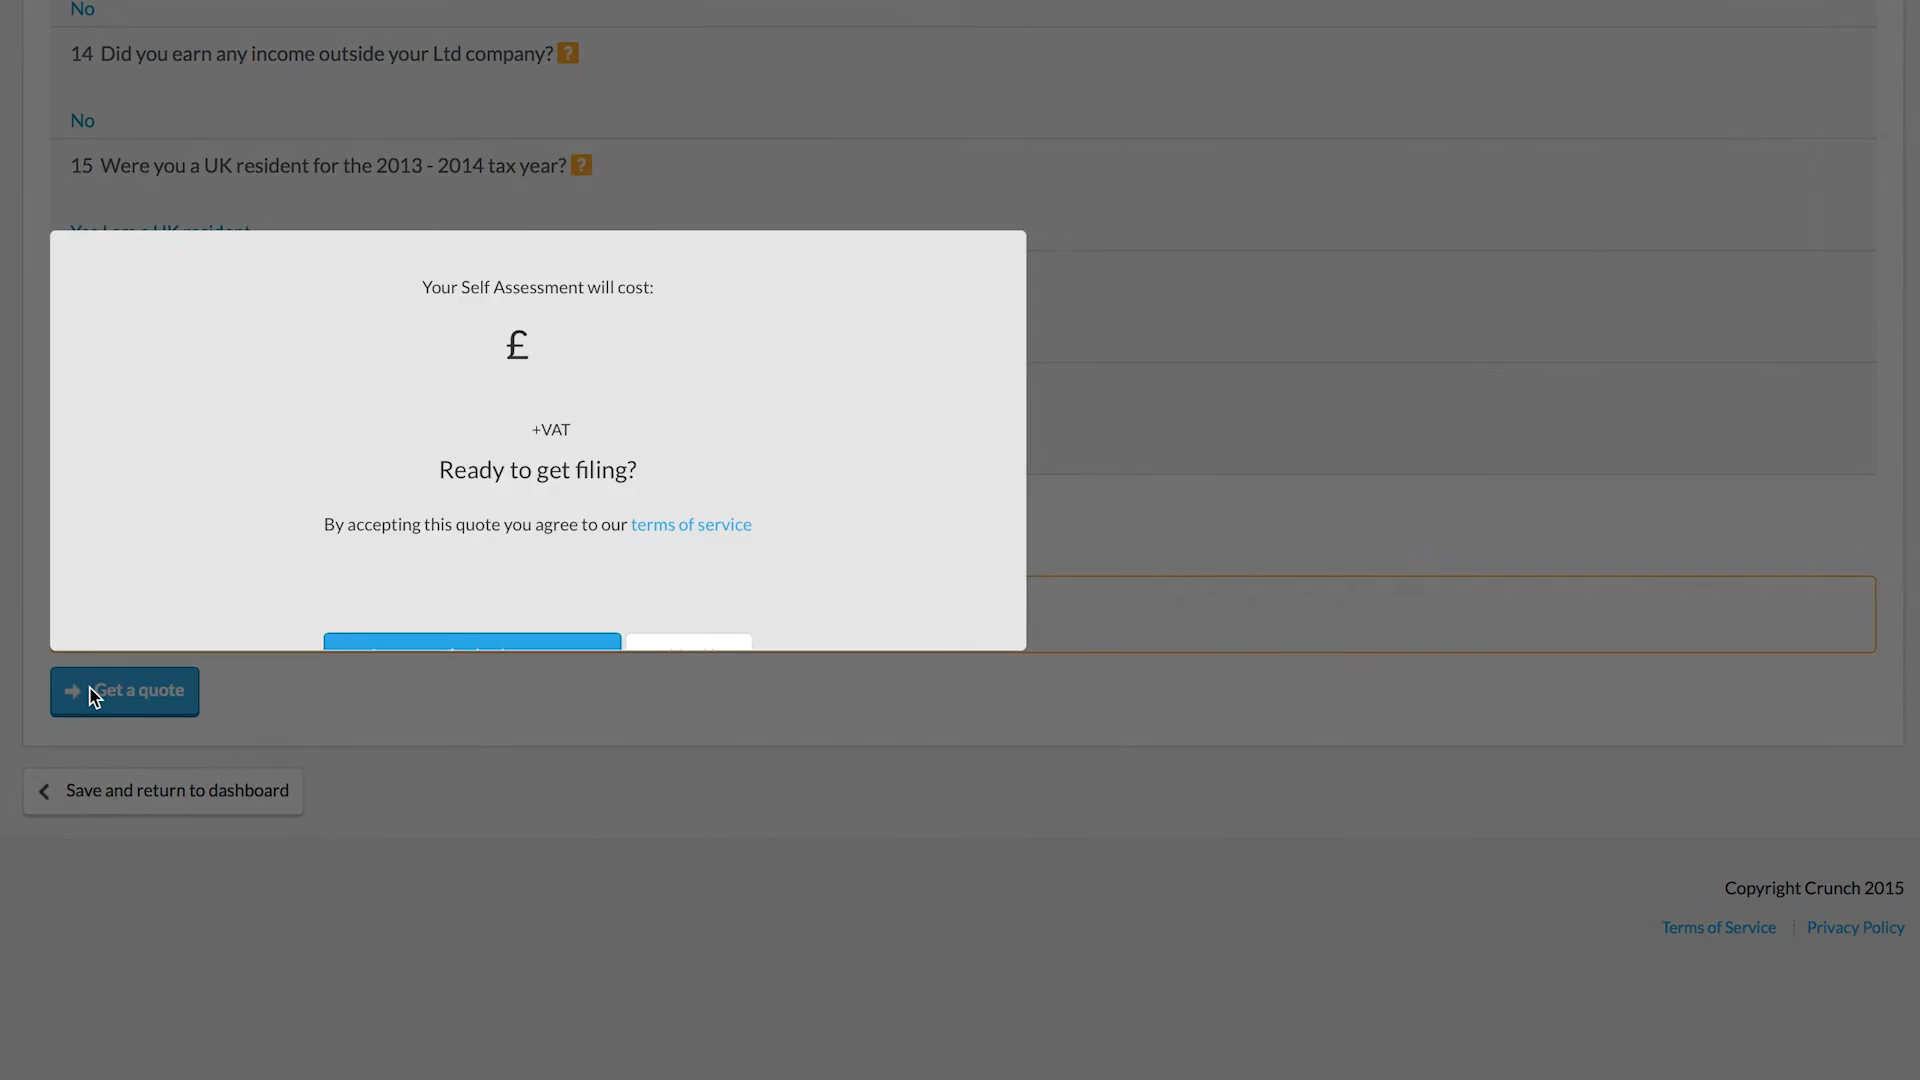 No
14 Did you earn any income outside your Ltd company? ?
No
15 Were you a UK resident for the 2013 - 2014 tax year? ?
Your Self Assessment will cost:
£
+VAT
Ready to get filing?
By accepting this quote you agree to our terms of service
Get a quote
Save and return to dashboard
Copyright Crunch 2015
Terms of Service
Privacy Policy